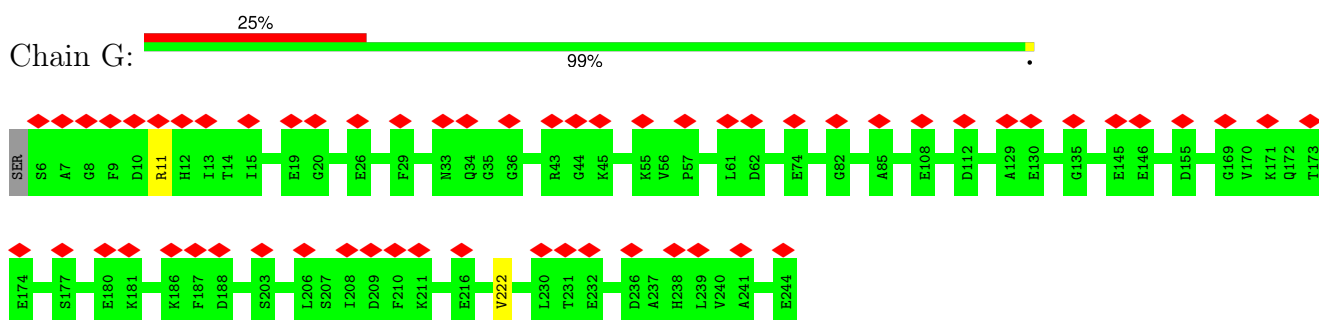 25%
Chain G:
99%
•
SER S6 A7 G8 F9 D10 R11 H12 I13 T14 I15 E19 G20 E26 F29 N33 Q34 G35 G36 R43 G44 K45 K55 V56 P57 L61 D62 E74 G82 A85 E108 D112 A129 E130 G135 E145 E146 D155 G169 V170 K171 Q172 T173
E174 S177 E180 K181 K186 F187 D188 S203 L206 S207 I208 D209 F210 K211 E216 V222 L230 T231 E232 D236 A237 H238 L239 V240 A241 E244